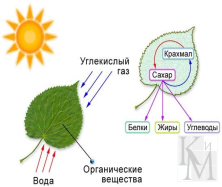 Углекислый
газ
Крахмал
Сахар
Белки
Жиры
Углеводы
Органические
вещества
Вода
К и М